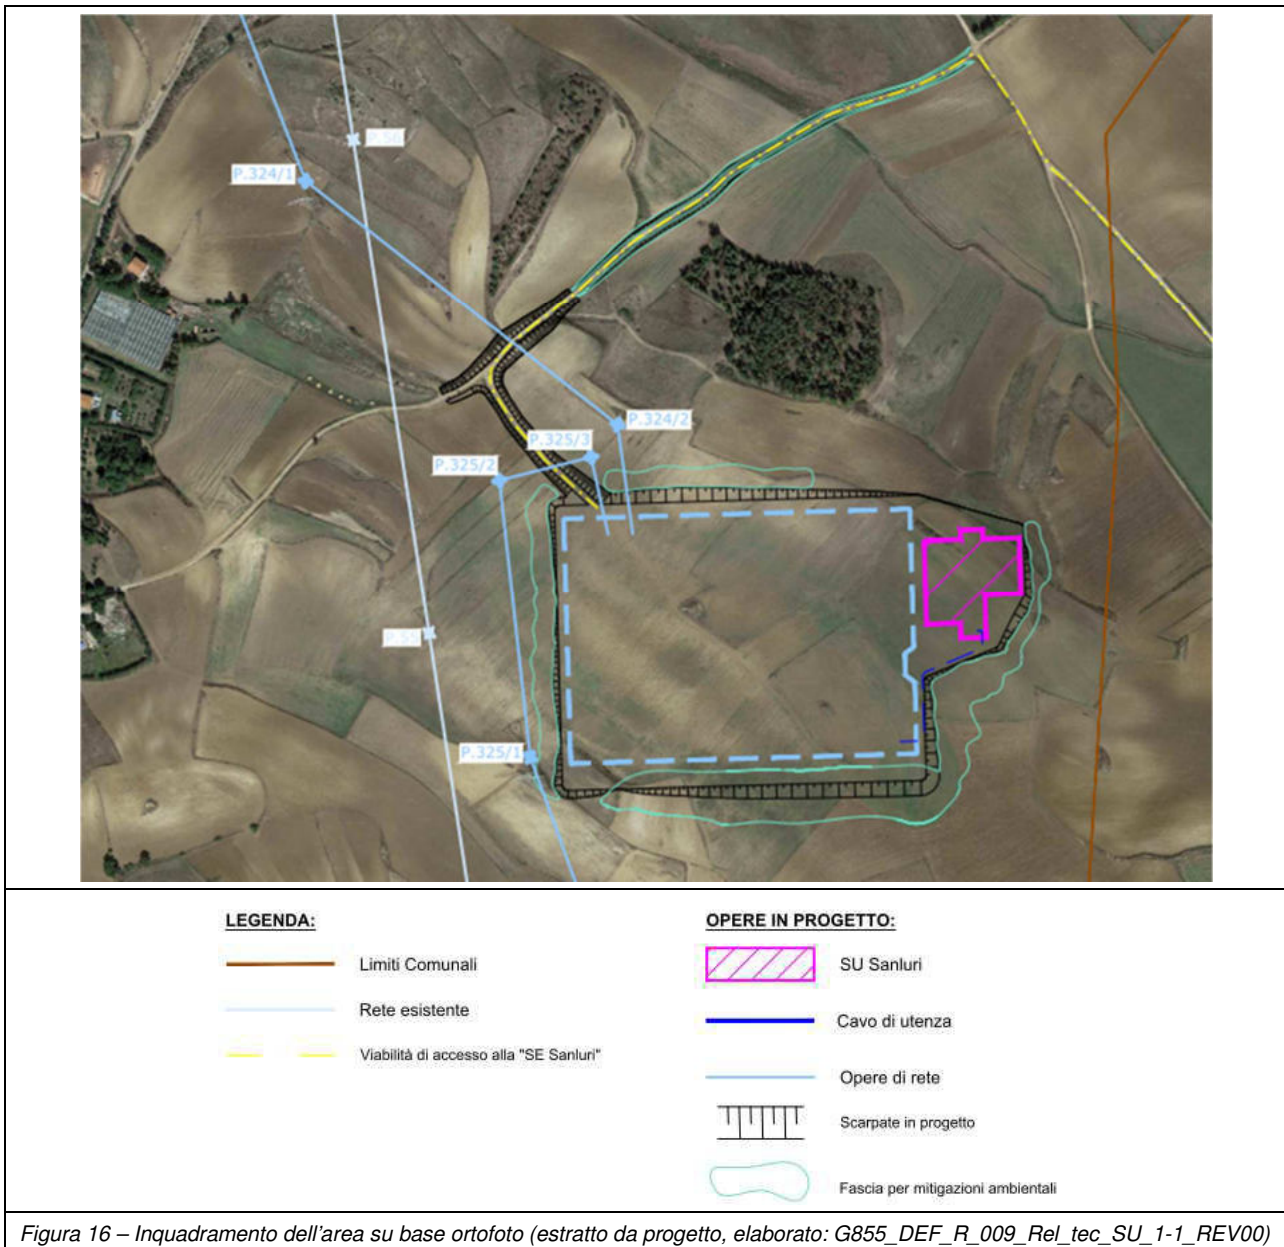 P.56
P.324/1
P.324/2
P.325/3
P.325/2
P.55
P.325/1
LEGENDA:
Limiti Comunali
Rete esistente
Viabilità di accesso alla "SE Sanluri"
OPERE IN PROGETTO:
SU Sanluri
Cavo di utenza
Opere di rete
Scarpate in progetto
Fascia per mitigazioni ambientali
Figura 16 – Inquadramento dell'area su base ortofoto (estratto da progetto, elaborato: G855_DEF_R_009_Rel_tec_SU_1-1_REV00)